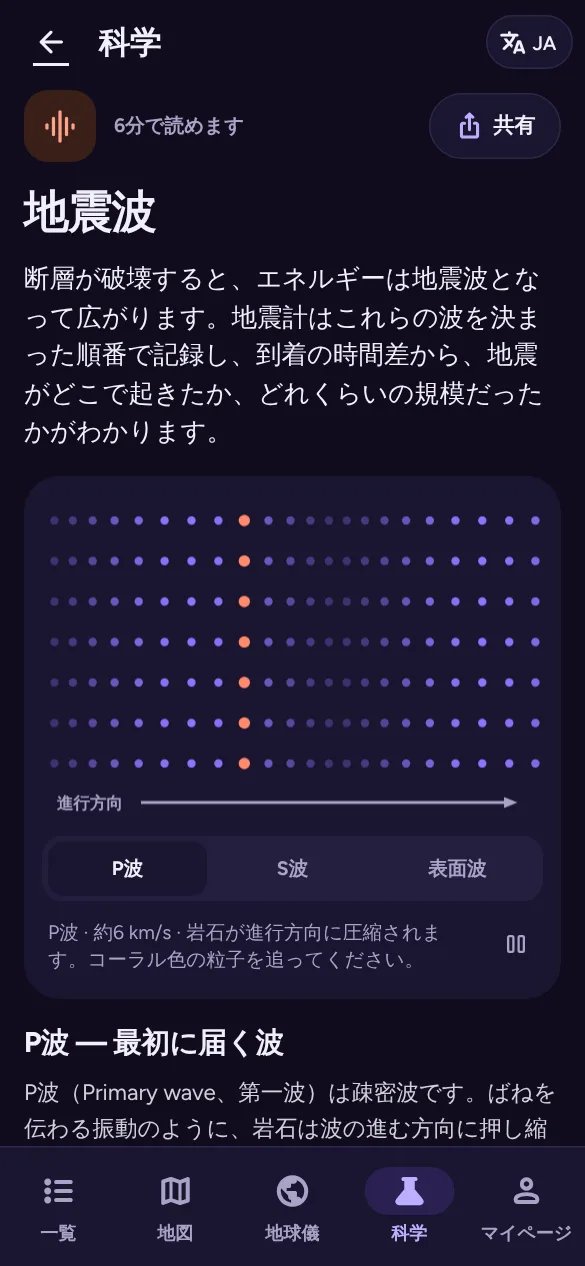 科学
JA
6分で読めます
共有
地震波
断層が破壊すると、エネルギーは地震波とな
って広がります。地震計はこれらの波を決ま
った順番で記録し、到着の時間差から、地震
がどこで起きたか、どれくらいの規模だった
かがわかります。
進行方向
P波
S波
表面波
P波 · 約6 km/s · 岩石が進行方向に圧縮されま
す。コーラル色の粒子を追ってください。
P波 — 最初に届く波
P波（Primary wave、第一波）は疎密波です。ばねを
伝わる振動のように、岩石は波の進む方向に押し縮
一覧
地図
地球儀
科学
マイページ